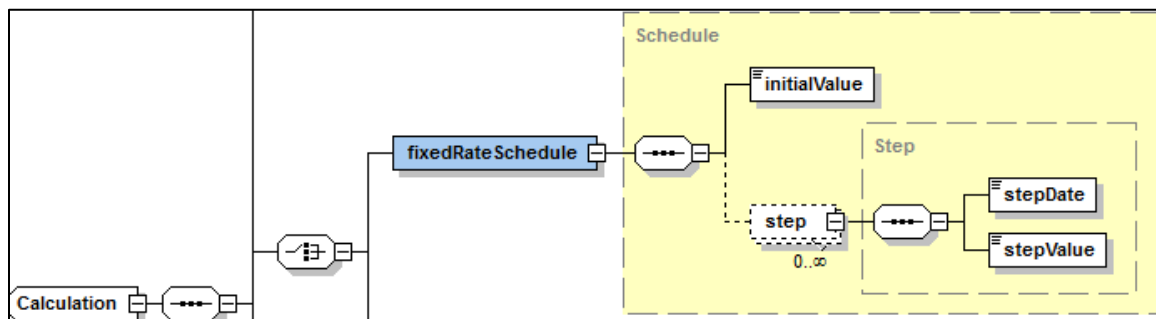 Schedule
initialValue
fixedRateSchedule
Step
stepDate
step
stepValue
0..∞
Calculation